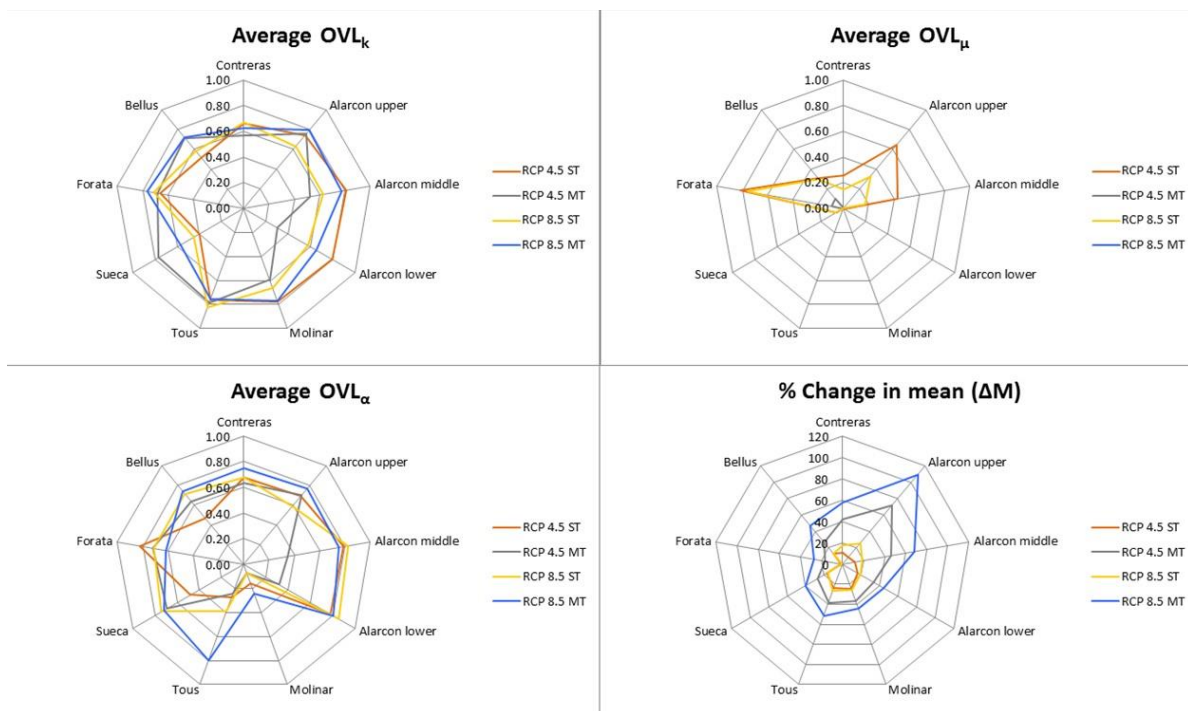 Average OVLk
Contreras
1.00
0.80
0.60
0.40
0.20
0.00
Alarcon upper
Alarcon middle
Alarcon lower
Molinar
Tous
Sueca
Forata
Bellus
RCP 4.5 ST
RCP 4.5 MT
RCP 8.5 ST
RCP 8.5 MT
Average OVLμ
Contreras
1.00
0.80
0.60
0.40
0.20
0.00
Alarcon upper
Alarcon middle
Alarcon lower
Molinar
Tous
Sueca
Forata
Bellus
RCP 4.5 ST
RCP 4.5 MT
RCP 8.5 ST
RCP 8.5 MT
Average OVLα
Contreras
1.00
0.80
0.60
0.40
0.20
0.00
Alarcon upper
Alarcon middle
Alarcon lower
Molinar
Tous
Sueca
Forata
Bellus
RCP 4.5 ST
RCP 4.5 MT
RCP 8.5 ST
RCP 8.5 MT
% Change in mean (ΔM)
Contreras
120
100
80
60
40
20
0
Alarcon upper
Alarcon middle
Alarcon lower
Molinar
Tous
Sueca
Forata
Bellus
RCP 4.5 ST
RCP 4.5 MT
RCP 8.5 ST
RCP 8.5 MT